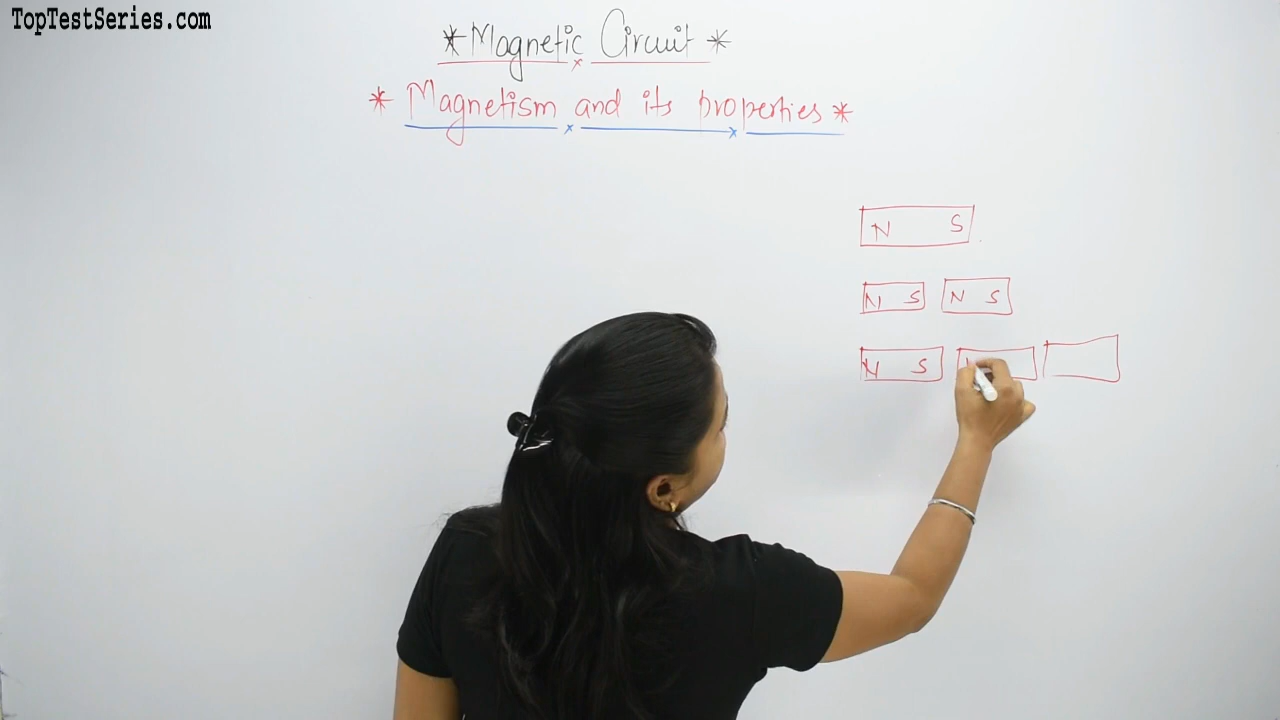 TopTestSeries.com
*Magnetic Circuit*
* Magnetism and its properties *
N S
N S N S
N S